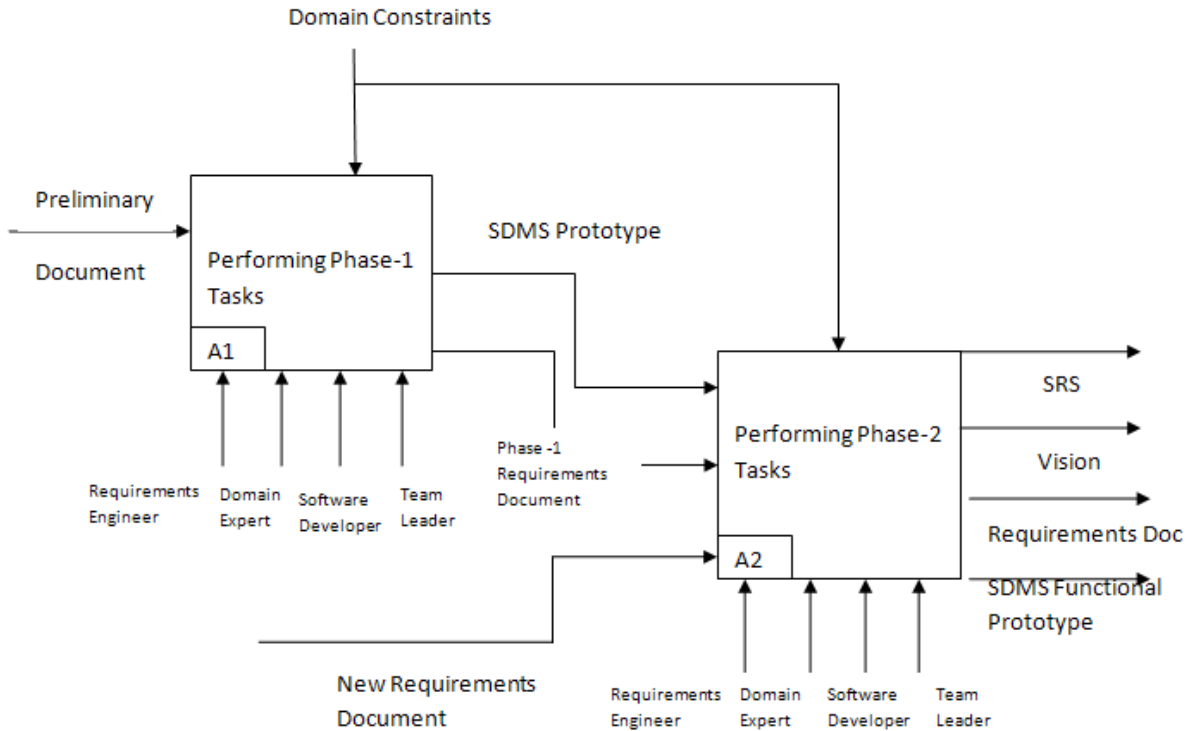 Domain Constraints
Preliminary
Document
SDMS Prototype
Performing Phase-1
Tasks
A1
Requirements
Engineer
Domain
Expert
Software
Developer
Team
Leader
Phase -1
Requirements
Document
Performing Phase-2
Tasks
A2
SRS
Vision
Requirements Doc
SDMS Functional
Prototype
New Requirements
Document
Requirements
Engineer
Domain
Expert
Software
Developer
Team
Leader